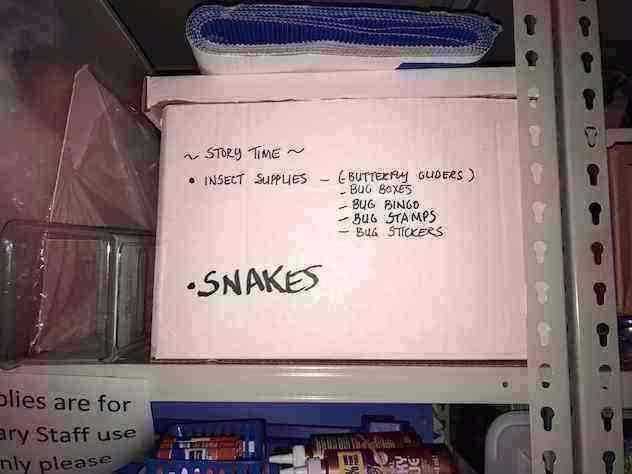 ~ STORY TIME ~
• INSECT SUPPLIES – (BUTTERFLY GLIDERS)
- BUG BOXES
- BUG BINGO
- BUG STAMPS
- BUG STICKERS
• SNAKES
plies are for
ary Staff use
nly please